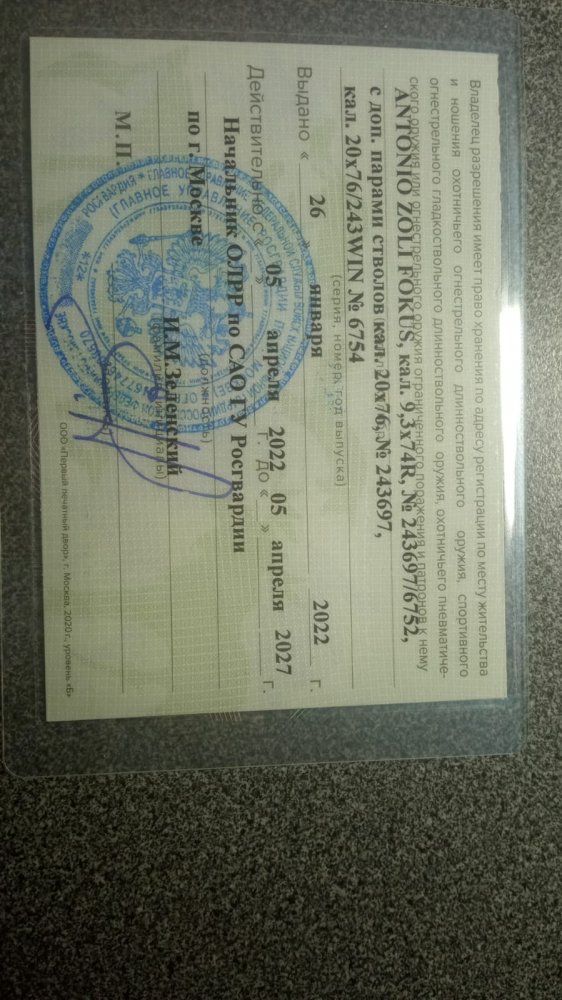 Владелец разрешения имеет право хранения по адресу регистрации по месту жительства
и ношения охотничьего огнестрельного длинноствольного оружия, спортивного
огнестрельного гладкоствольного длинноствольного оружия, охотничьего пневматиче-
ского оружия или огнестрельного оружия ограниченного поражения и патронов к нему
ANTONIO ZOLI FOKUS, кал. 9,3x74R, № 243697/6752,
с доп. парами стволов кал. 20x76, № 243697,
кал. 20x76/243WIN № 6754
(серия, номер, год выпуска)
Выдано « 26 » января 2022 г.
Действительно с « 05 » апреля 2022 г. До « 05 » апреля 2027 г.
Начальник ОЛРР по САО ГУ Росгвардии
(должность)
по г. Москве И.М. Зеленский
(фамилия, инициалы)
М.П.
ООО «Первый печатный двор», г. Москва, 2020 г., уровень «Б»